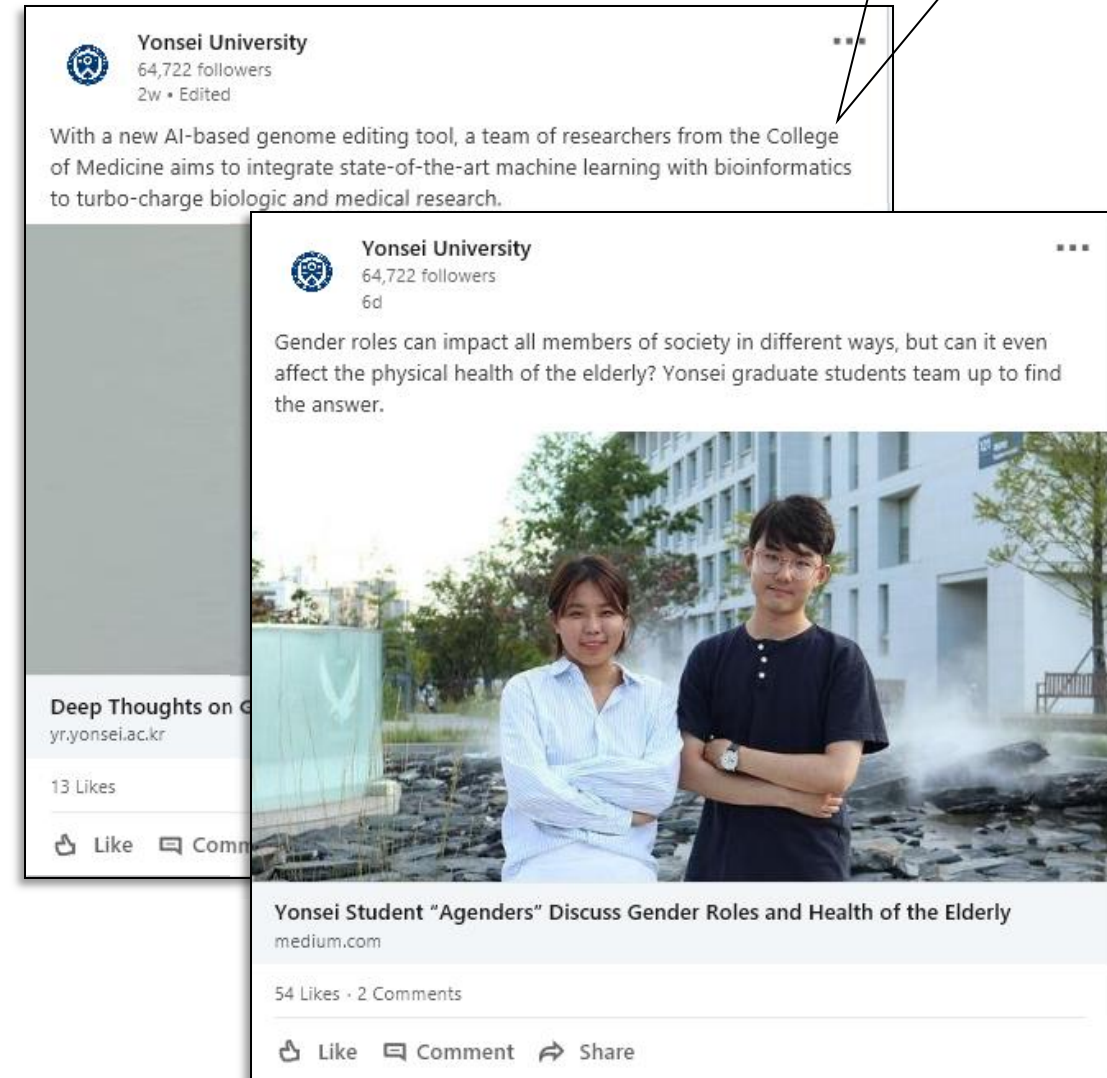 Yonsei University
64,722 followers
2w • Edited
With a new AI-based genome editing tool, a team of researchers from the College
of Medicine aims to integrate state-of-the-art machine learning with bioinformatics
to turbo-charge biologic and medical research.
Deep Thoughts on
yr.yonsei.ac.kr
13 Likes
Like
Yonsei University
64,722 followers
6d
Gender roles can impact all members of society in different ways, but can it even
affect the physical health of the elderly? Yonsei graduate students team up to find
the answer.
Yonsei Student “Agenders” Discuss Gender Roles and Health of the Elderly
medium.com
54 Likes · 2 Comments
Like Comment Share